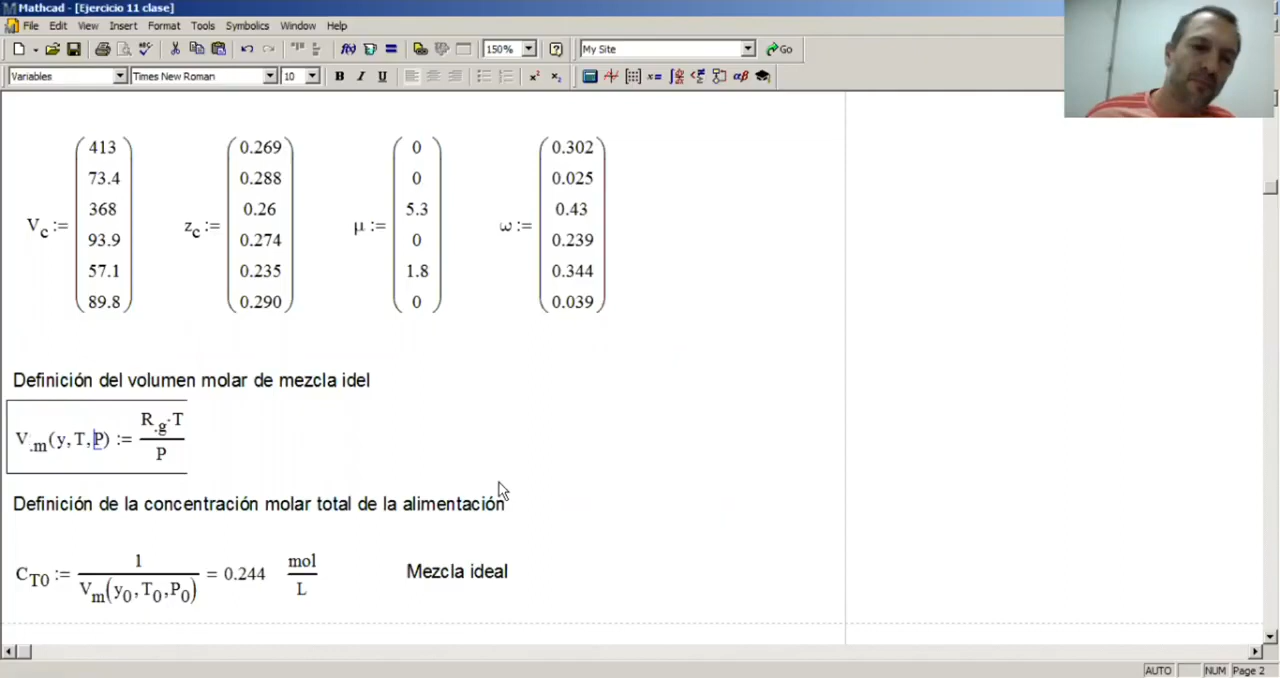 Mathcad - [Ejercicio 11 clase]
File Edit View Insert Format Tools Symbolics Window Help
150% My Site Go
Variables Times New Roman 10 B I U
413 0.269 0 0.302
73.4 0.288 0 0.025
368 0.26 5.3 0.43
V_c := z_c := μ := ω :=
93.9 0.274 0 0.239
57.1 0.235 1.8 0.344
89.8 0.290 0 0.039
Definición del volumen molar de mezcla idel
V.m(y,T,P) := R.g·T / P
Definición de la concentración molar total de la alimentación
C_T0 := 1 / V_m(y_0,T_0,P_0) = 0.244 mol / L Mezcla ideal
AUTO NUM Page 2